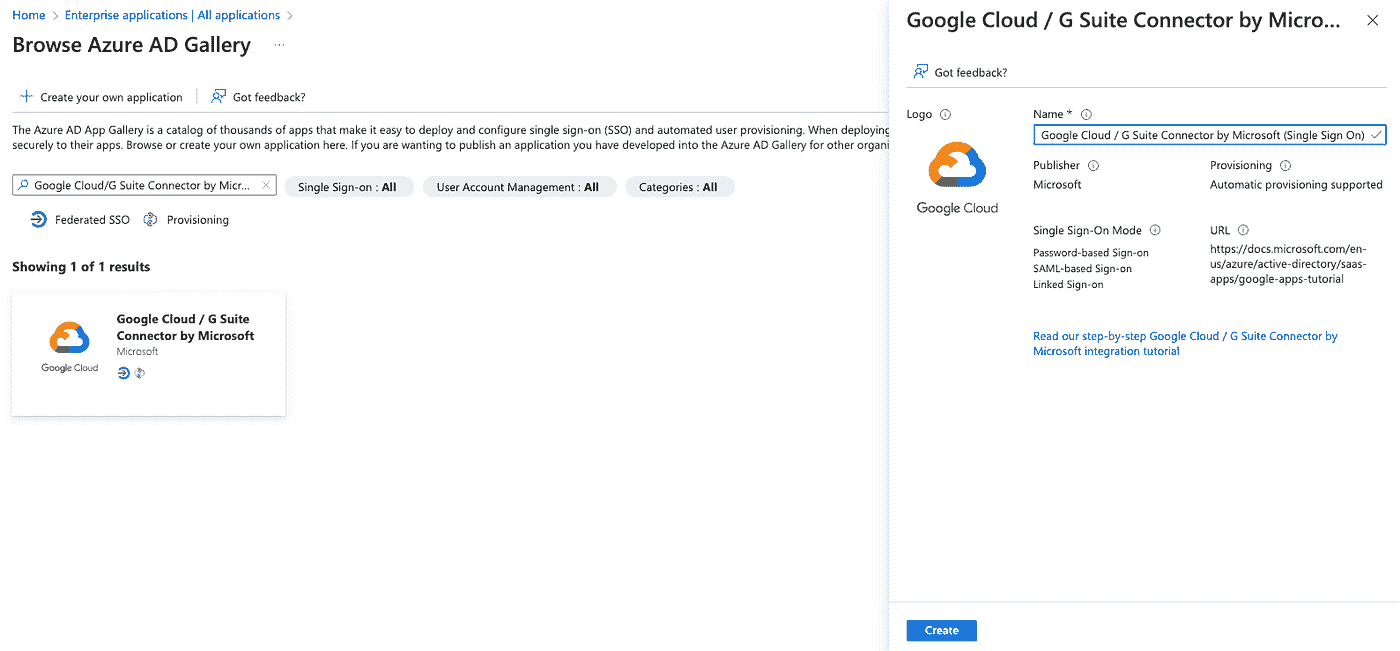 Home > Enterprise applications | All applications >
Browse Azure AD Gallery ...
Create your own application
Got feedback?
The Azure AD App Gallery is a catalog of thousands of apps that make it easy to deploy and configure single sign-on (SSO) and automated user provisioning. When deploying
securely to their apps. Browse or create your own application here. If you are wanting to publish an application you have developed into the Azure AD Gallery for other organi
Google Cloud/G Suite Connector by Micr...
Single Sign-on : All
User Account Management : All
Categories : All
Federated SSO
Provisioning
Showing 1 of 1 results
Google Cloud
Google Cloud / G Suite
Connector by Microsoft
Microsoft
Google Cloud / G Suite Connector by Micro...
Got feedback?
Logo
Google Cloud
Name *
Google Cloud / G Suite Connector by Microsoft (Single Sign On)
Publisher
Microsoft
Provisioning
Automatic provisioning supported
Single Sign-On Mode
Password-based Sign-on
SAML-based Sign-on
Linked Sign-on
URL
https://docs.microsoft.com/en-
us/azure/active-directory/saas-
apps/google-apps-tutorial
Read our step-by-step Google Cloud / G Suite Connector by
Microsoft integration tutorial
Create